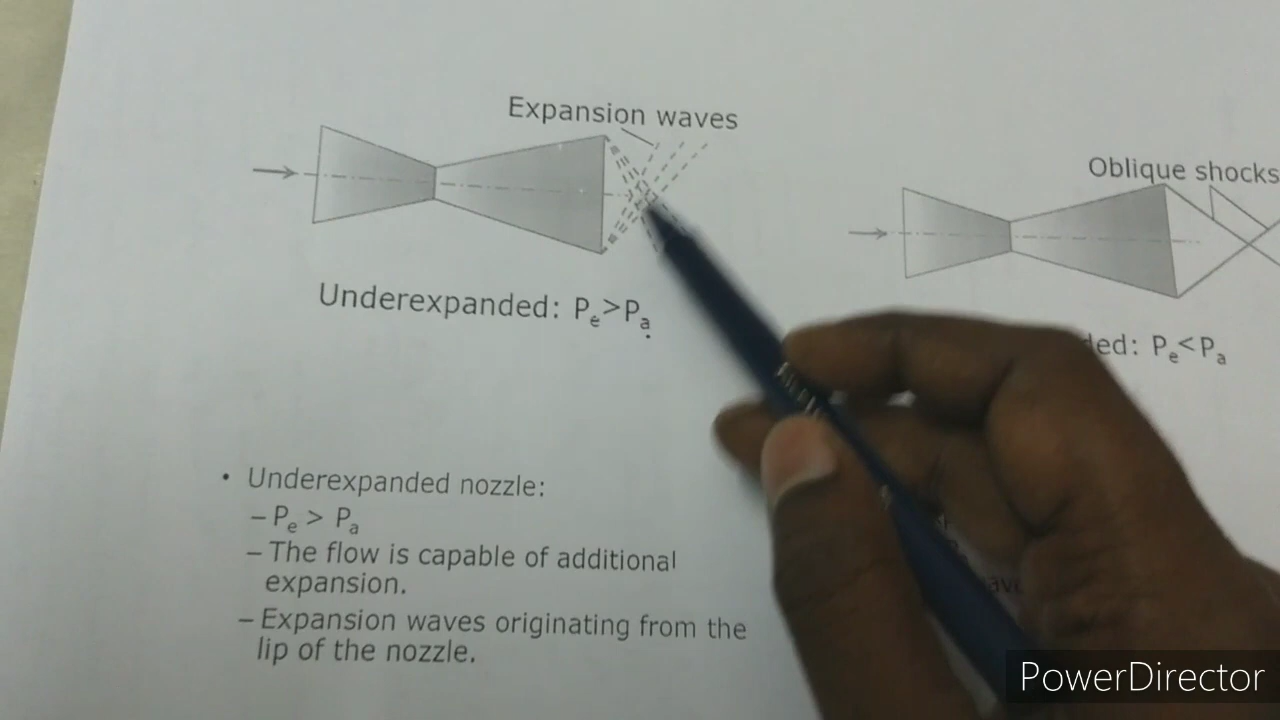 Expansion waves
Oblique shocks
Underexpanded: Pₑ>Pₐ
Pₑ<Pₐ
• Underexpanded nozzle:
– Pₑ > Pₐ
– The flow is capable of additional
expansion.
– Expansion waves originating from the
lip of the nozzle.
PowerDirector